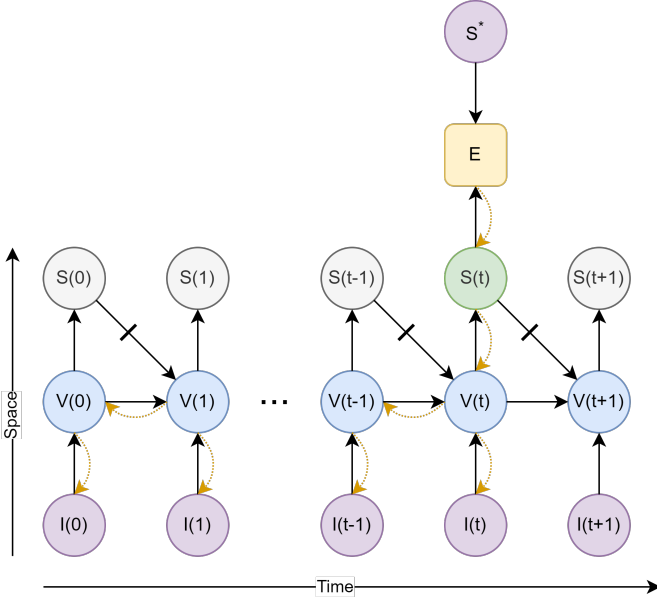 S*
E
S(0) S(1) S(t-1) S(t) S(t+1)
V(0) V(1) ... V(t-1) V(t) V(t+1)
I(0) I(1) I(t-1) I(t) I(t+1)
Space
Time